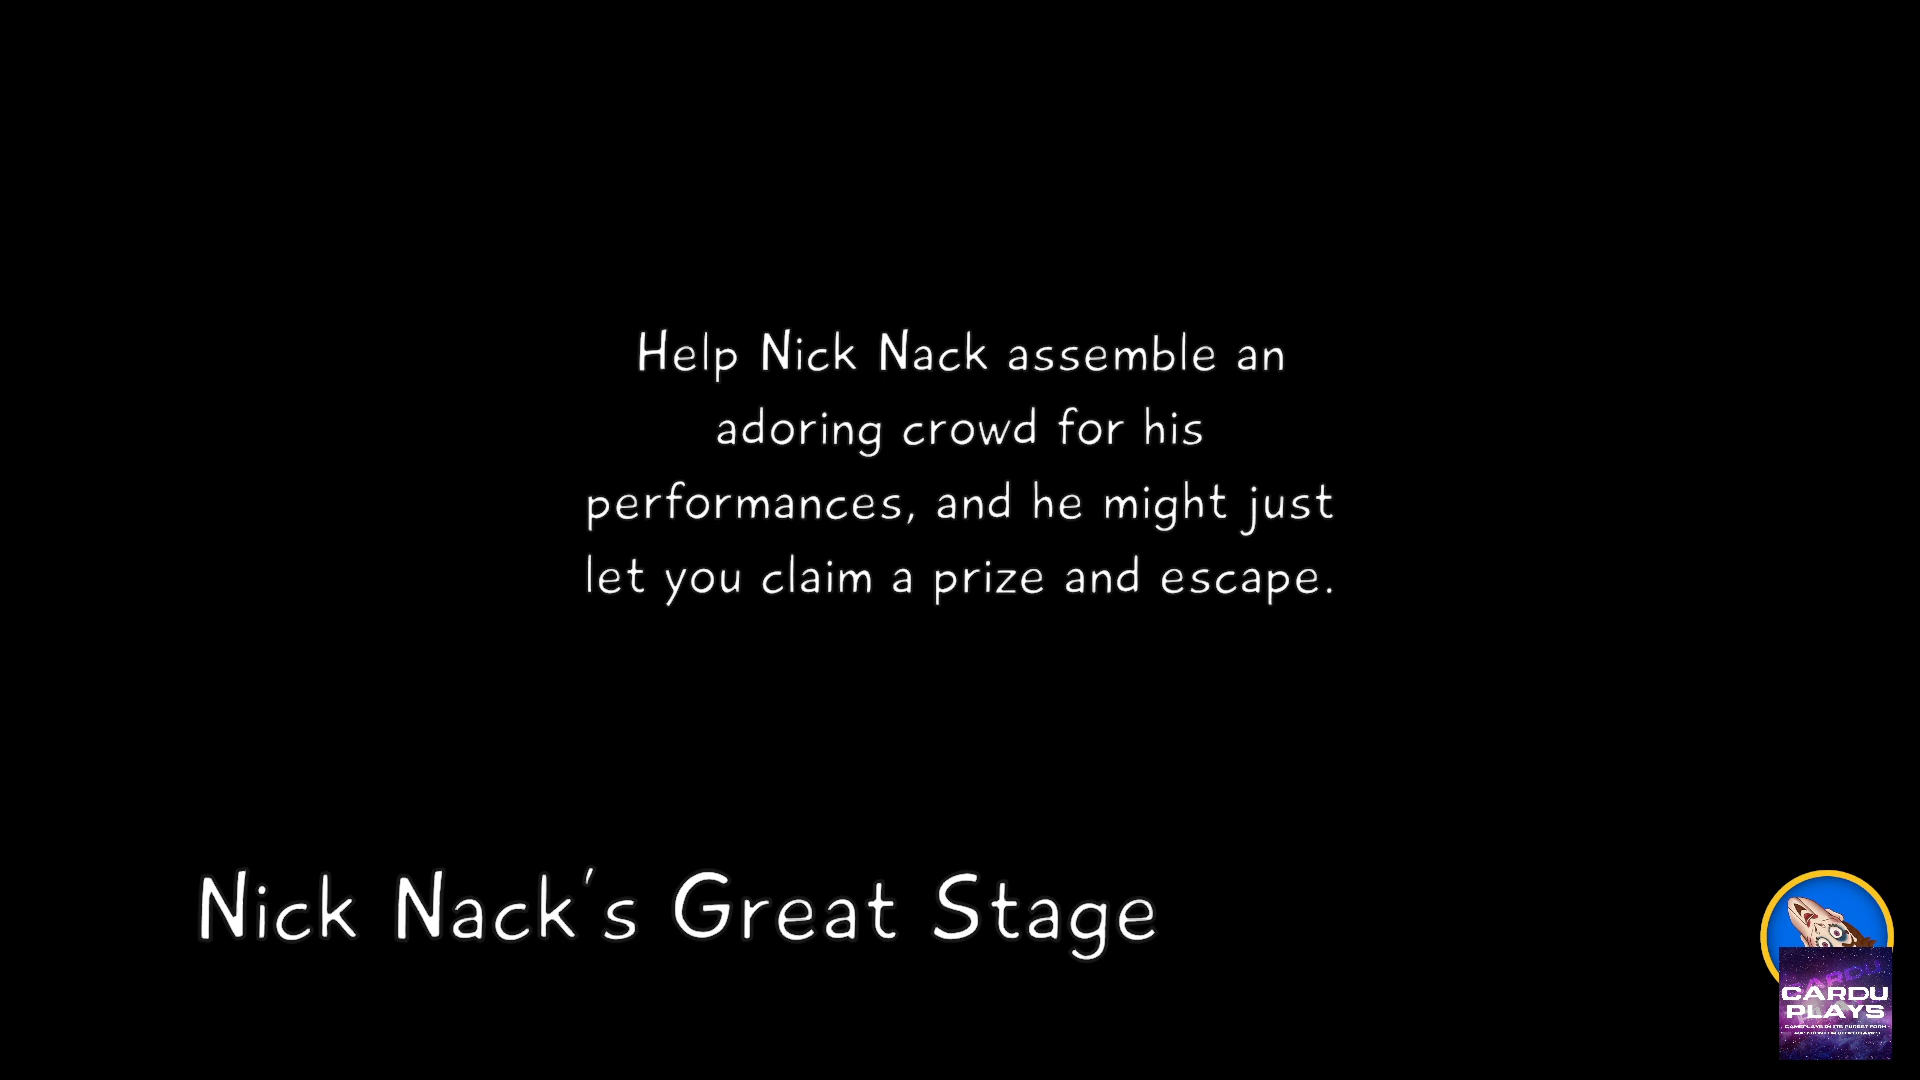 Help Nick Nack assemble an
adoring crowd for his
performances, and he might just
let you claim a prize and escape.
Nick Nack's Great Stage
CARDU
PLAYS